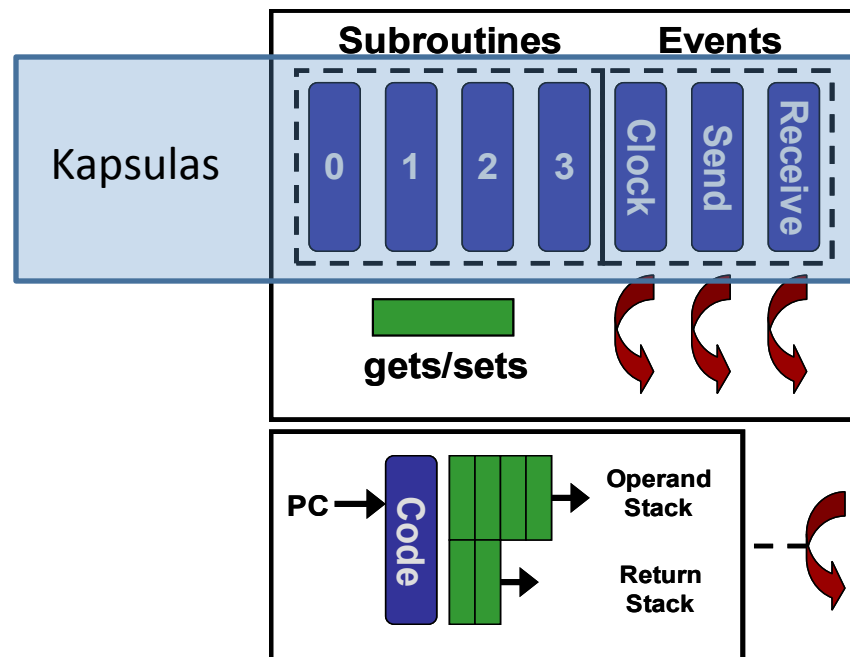 Subroutines
Events
Kapsulas
0
1
2
3
Clock
Send
Receive
gets/sets
PC
Code
Operand
Stack
Return
Stack